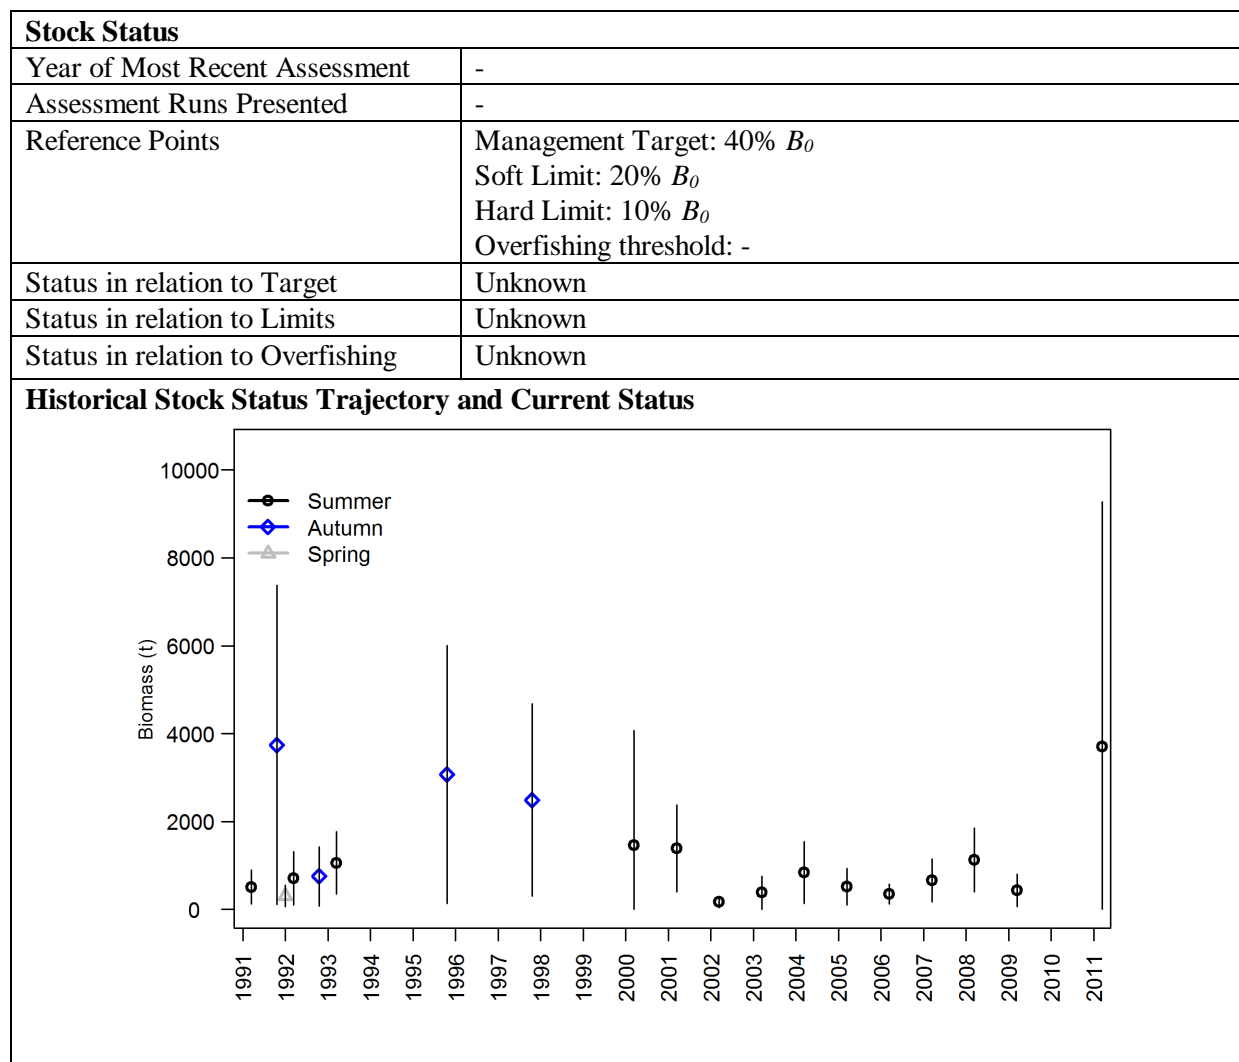 Stock Status
Year of Most Recent Assessment -
Assessment Runs Presented -
Reference Points Management Target: 40% B0
Soft Limit: 20% B0
Hard Limit: 10% B0
Overfishing threshold: -
Status in relation to Target Unknown
Status in relation to Limits Unknown
Status in relation to Overfishing Unknown
Historical Stock Status Trajectory and Current Status
10000
8000
6000
4000
2000
0
Biomass (t)
Summer
Autumn
Spring
1991 1992 1993 1994 1995 1996 1997 1998 1999 2000 2001 2002 2003 2004 2005 2006 2007 2008 2009 2010 2011